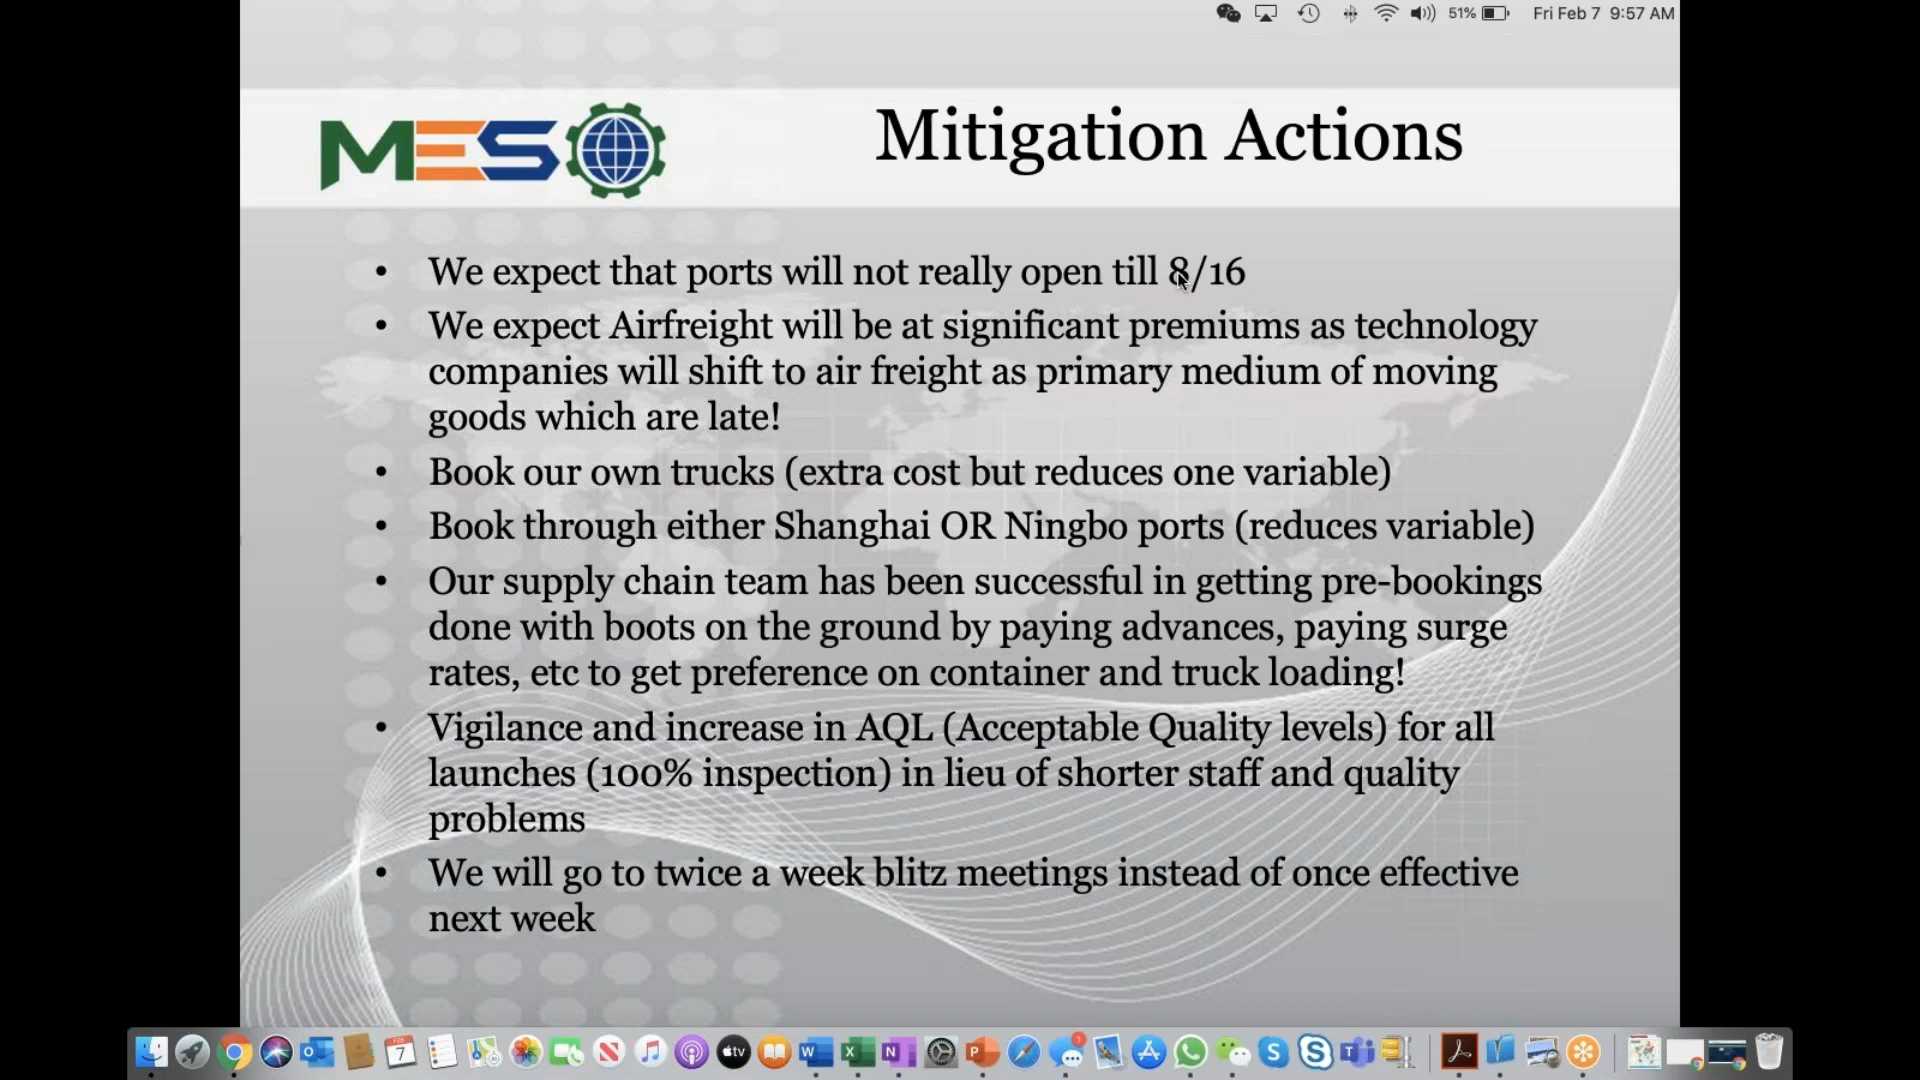 51% Fri Feb 7 9:57 AM
MES
Mitigation Actions
• We expect that ports will not really open till 8/16
• We expect Airfreight will be at significant premiums as technology
companies will shift to air freight as primary medium of moving
goods which are late!
• Book our own trucks (extra cost but reduces one variable)
• Book through either Shanghai OR Ningbo ports (reduces variable)
• Our supply chain team has been successful in getting pre-bookings
done with boots on the ground by paying advances, paying surge
rates, etc to get preference on container and truck loading!
• Vigilance and increase in AQL (Acceptable Quality levels) for all
launches (100% inspection) in lieu of shorter staff and quality
problems
• We will go to twice a week blitz meetings instead of once effective
next week
FEB
7
tv
W
X
N
P
1
S
S
T